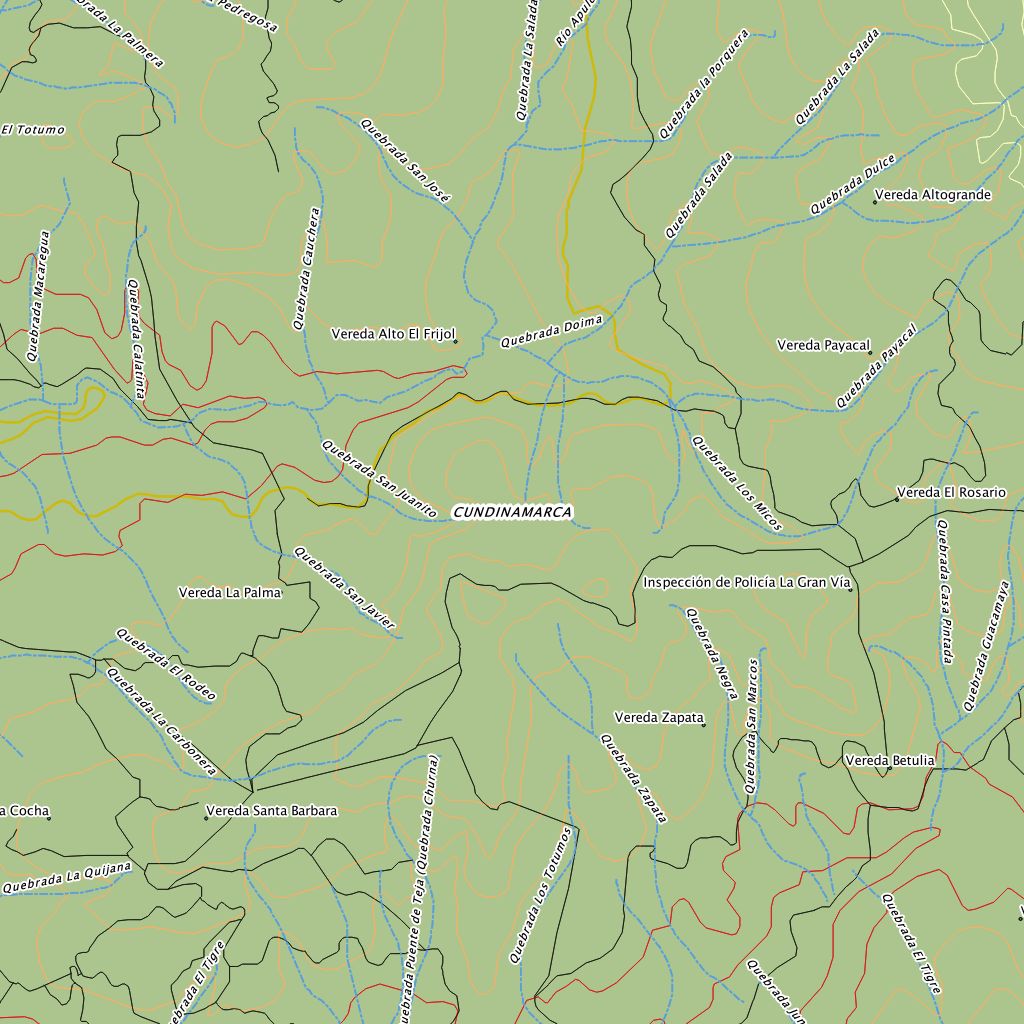 Pedregosa
Quebrada La Salada
Río Apulo
Quebrada la Porquera
Quebrada La Salada
El Totumo
Quebrada San José
Quebrada Salada
Quebrada Dulce
Vereda Altogrande
Quebrada Macaregua
Quebrada Calatinta
Quebrada Cauchera
Vereda Alto El Frijol
Quebrada Doima
Vereda Payacal
Quebrada Payacal
Quebrada San Juanito
Quebrada Los Micos
Vereda El Rosario
CUNDINAMARCA
Quebrada San Javier
Vereda La Palma
Inspección de Policía La Gran Vía
Quebrada Casa Pintada
Quebrada Guacamaya
Quebrada El Rodeo
Quebrada La Carbonera
Quebrada Negra
Quebrada San Marcos
Vereda Zapata
Quebrada Zapata
Vereda Betulia
Cocha
Vereda Santa Barbara
Quebrada Puente de Teja (Quebrada Churna)
Quebrada Los Totumos
Quebrada La Quijana
El Tigre
Quebrada El Tigre
Quebrada
La Palmera